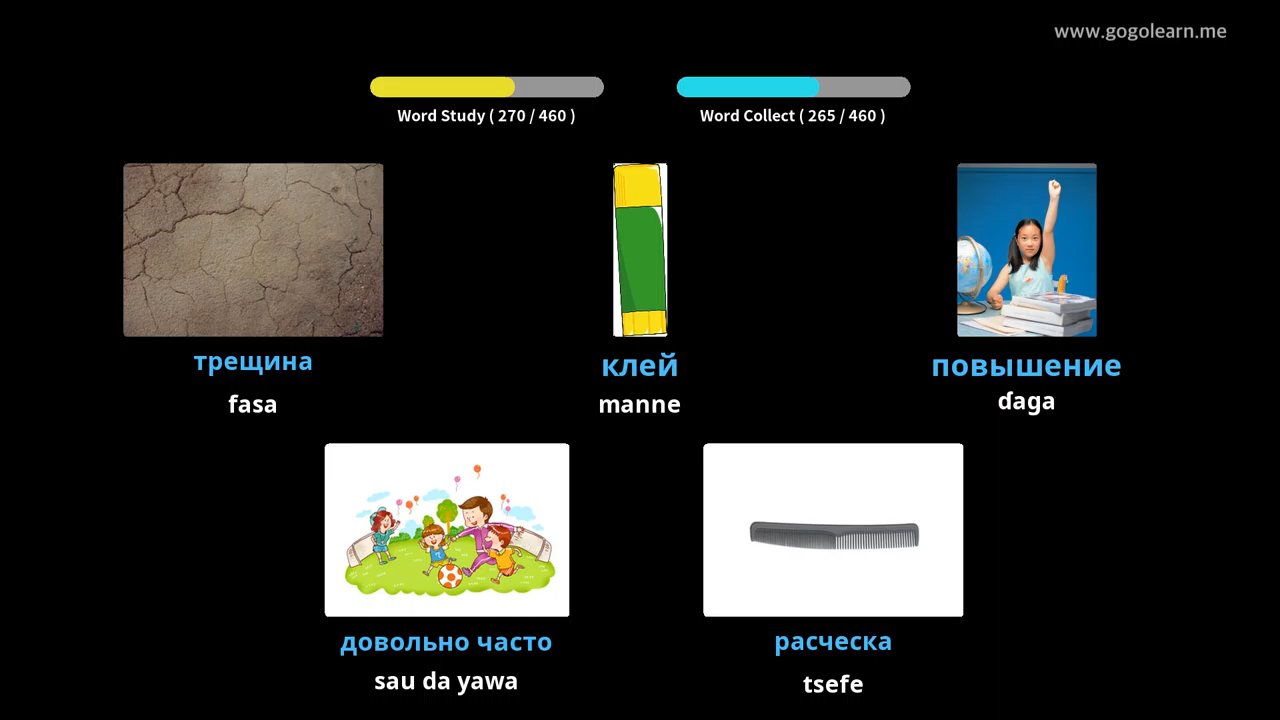 www.gogolearn.me
Word Study ( 270 / 460 )
Word Collect ( 265 / 460 )
трещина
fasa
клей
manne
повышение
ɗaga
довольно часто
sau da yawa
расческа
tsefe